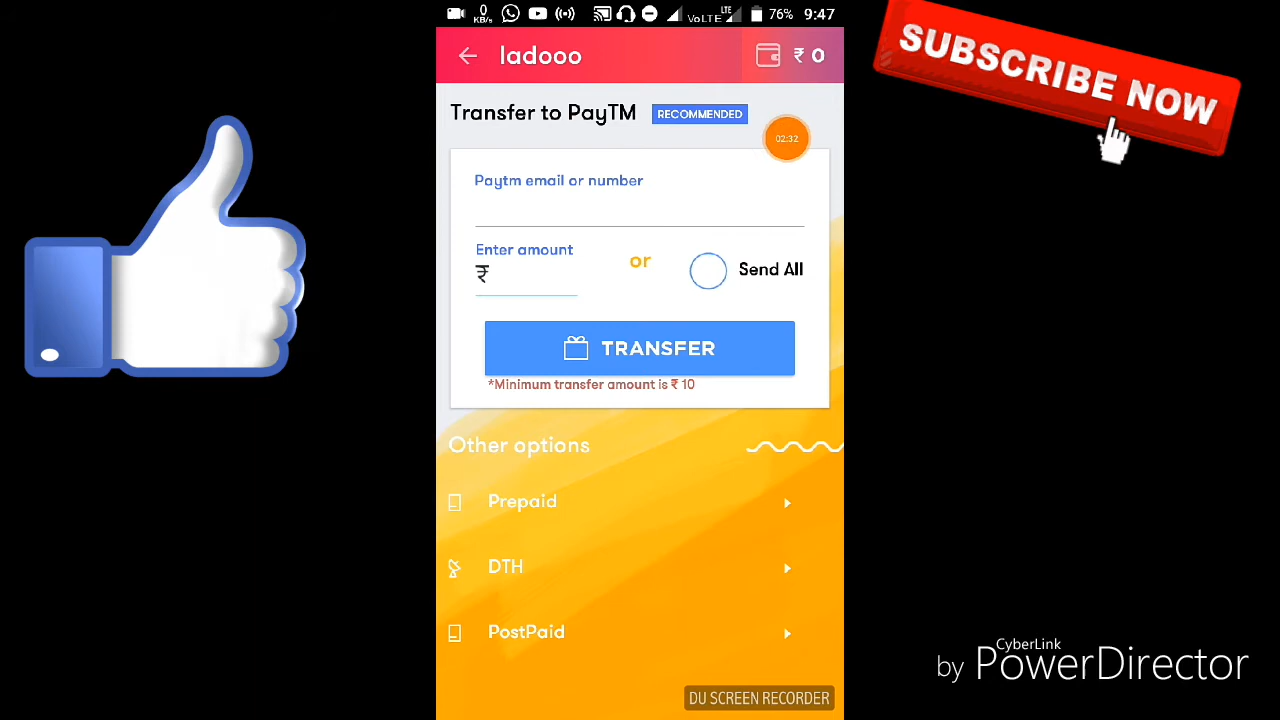 0
KB/s
VoLTE
LTE
76%
9:47
ladooo
₹ 0
SUBSCRIBE NOW
Transfer to PayTM
RECOMMENDED
02:32
Paytm email or number
Enter amount
₹
or
Send All
TRANSFER
*Minimum transfer amount is ₹ 10
Other options
Prepaid
DTH
PostPaid
CyberLink
by PowerDirector
DU SCREEN RECORDER